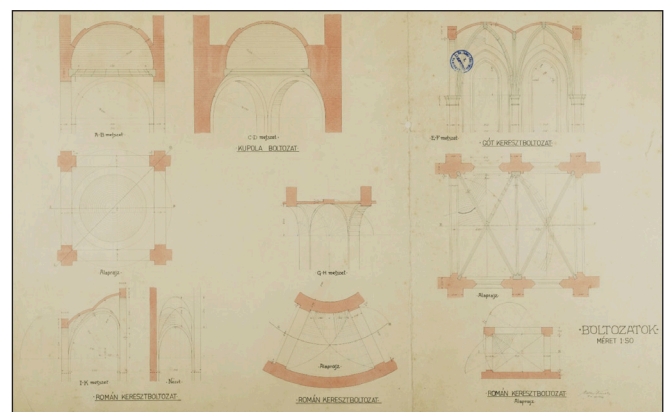 A-B metszet-
C-D metszet-
-KUPOLA BOLTOZAT-
E-F metszet-
-GÓT KERESZTBOLTOZAT-
-Alaprajz-
G-H metszet-
-Alaprajz-
-BOLTOZATOK-
MÉRET 1:50
I-K metszet
Nézet-
-ROMÁN KERESZTBOLTOZAT
-Alaprajz-
-ROMÁN KERESZTBOLTOZAT-
-ROMÁN KERESZTBOLTOZAT
Alaprajz-